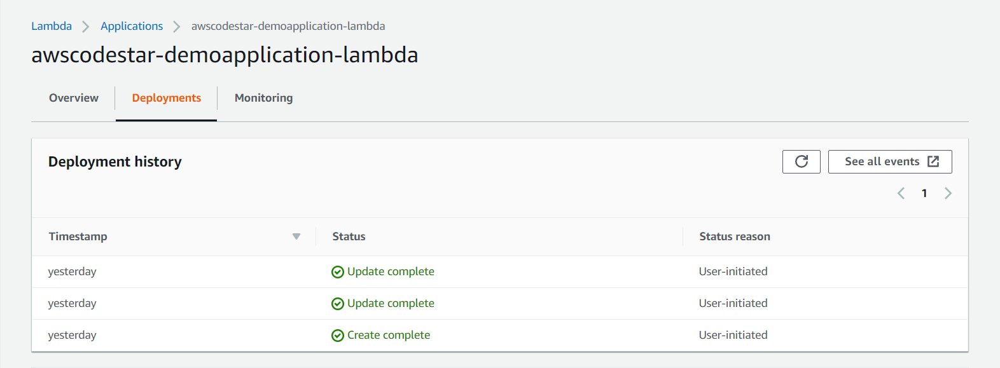 Lambda Applications awscodestar-demoapplication-lambda
awscodestar-demoapplication-lambda
Overview Deployments Monitoring
Deployment history See all events
1
Timestamp Status Status reason
yesterday Update complete User-initiated
yesterday Update complete User-initiated
yesterday Create complete User-initiated